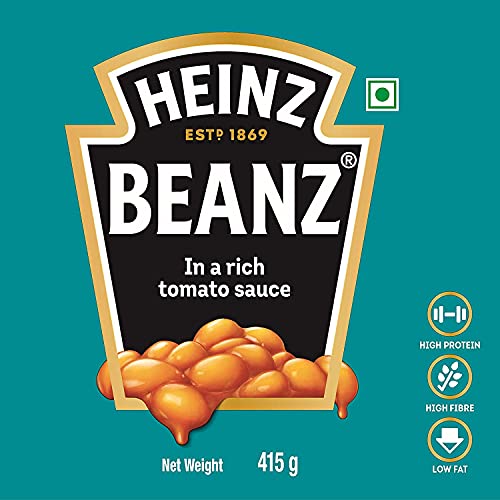 HEINZ
ESTD 1869
BEANZ®
In a rich
tomato sauce
HIGH PROTEIN
HIGH FIBRE
LOW FAT
Net Weight 415 g